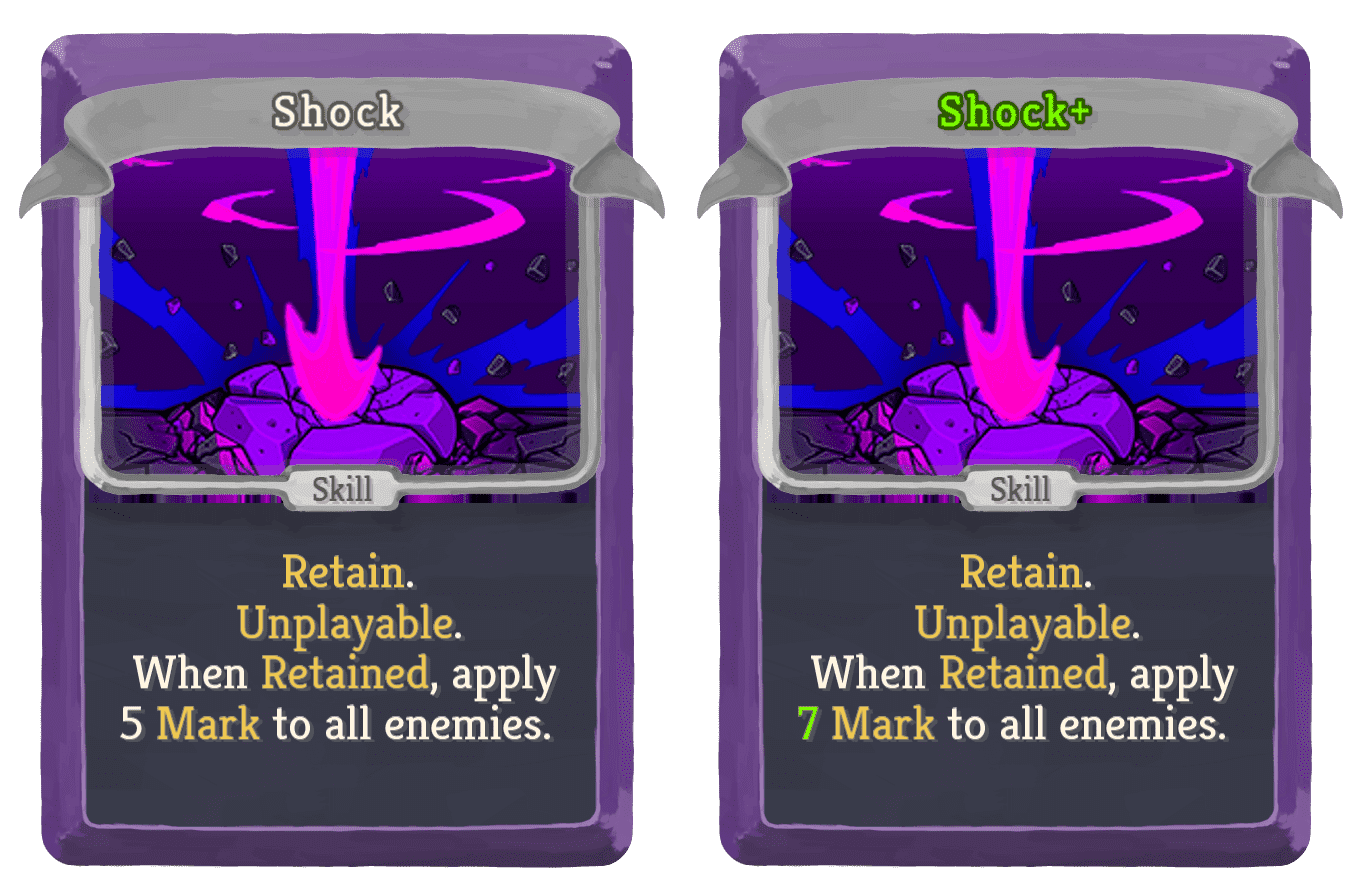 Shock
Skill
Retain.
Unplayable.
When Retained, apply
5 Mark to all enemies.
Shock+
Skill
Retain.
Unplayable.
When Retained, apply
7 Mark to all enemies.